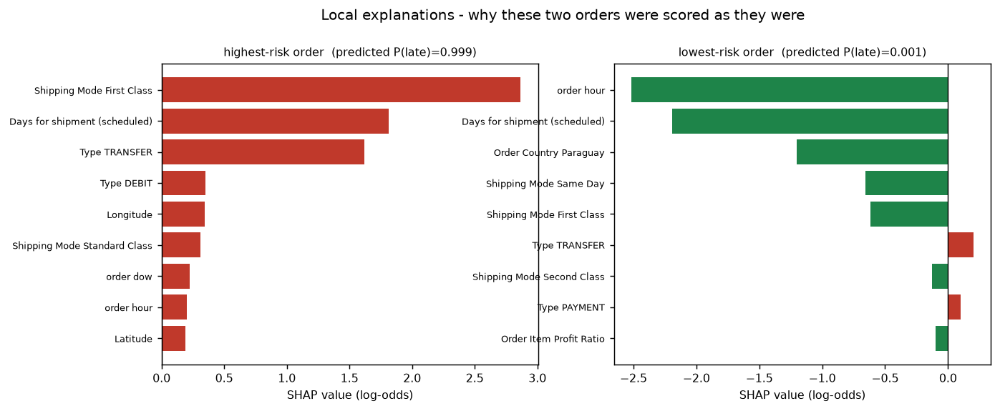 Local explanations - why these two orders were scored as they were
highest-risk order  (predicted P(late)=0.999)
Shipping Mode First Class
Days for shipment (scheduled)
Type TRANSFER
Type DEBIT
Longitude
Shipping Mode Standard Class
order dow
order hour
Latitude
0.0 0.5 1.0 1.5 2.0 2.5 3.0
SHAP value (log-odds)
lowest-risk order  (predicted P(late)=0.001)
order hour
Days for shipment (scheduled)
Order Country Paraguay
Shipping Mode Same Day
Shipping Mode First Class
Type TRANSFER
Shipping Mode Second Class
Type PAYMENT
Order Item Profit Ratio
−2.5 −2.0 −1.5 −1.0 −0.5 0.0
SHAP value (log-odds)